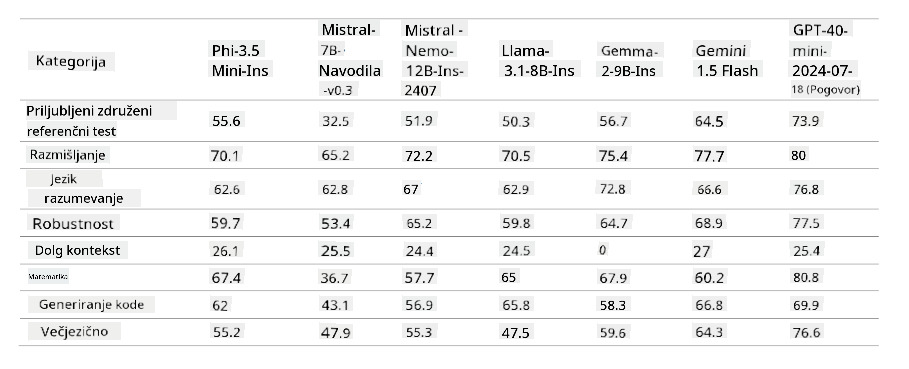 Kategorija
Phi-3.5
Mini-Ins
Mistral-
7B-
Navodila
-v0.3
Mistral -
Nemo-
12B-Ins-
2407
Llama-
3.1-8B-Ins
Gemma-
2-9B-Ins
Gemini
1.5 Flash
GPT-40-
mini-
2024-07-
18 (Pogovor)
Priljubljeni združeni
referenčni test
55.6 32.5 51.9 50.3 56.7 64.5 73.9
Razmišljanje 70.1 65.2 72.2 70.5 75.4 77.7 80
Jezik
razumevanje
62.6 62.8 67 62.9 72.8 66.6 76.8
Robustnost 59.7 53.4 65.2 59.8 64.7 68.9 77.5
Dolg kontekst 26.1 25.5 24.4 24.5 0 27 25.4
Matematika 67.4 36.7 57.7 65 67.9 60.2 80.8
Generiranje kode 62 43.1 56.9 65.8 58.3 66.8 69.9
Večjezično 55.2 47.9 55.3 47.5 59.6 64.3 76.6